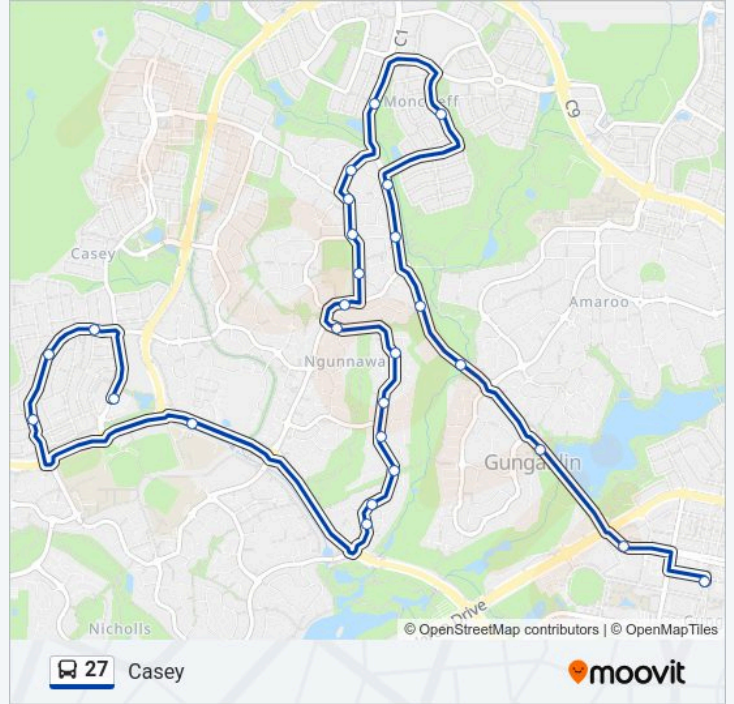 C1
Moncrieff
C9
Casey
Amaroo
Ngunnawal
Gungahlin
Drive
Nicholls
© OpenStreetMap contributors | © OpenMapTiles
27
Casey
moovit